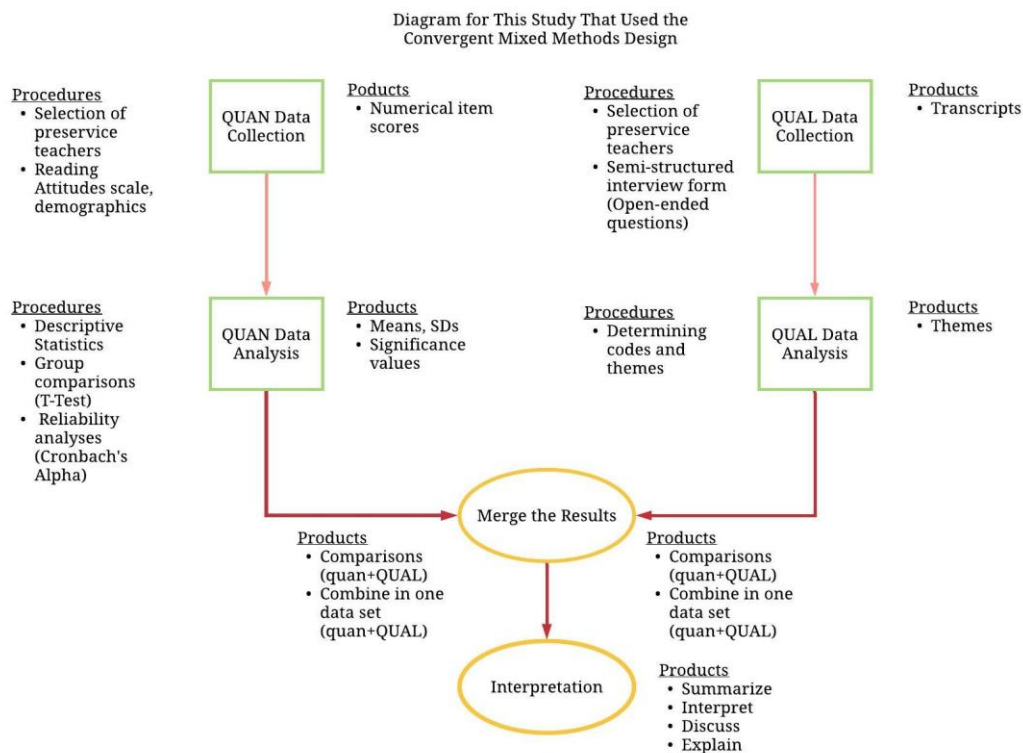 Diagram for This Study That Used the
Convergent Mixed Methods Design
Procedures
• Selection of
preservice
teachers
• Reading
Attitudes scale,
demographics
QUAN Data
Collection
Poducts
• Numerical item
scores
Procedures
• Selection of
preservice
teachers
• Semi-structured
interview form
(Open-ended
questions)
QUAL Data
Collection
Products
• Transcripts
Procedures
• Descriptive
Statistics
• Group
comparisons
(T-Test)
• Reliability
analyses
(Cronbach's
Alpha)
QUAN Data
Analysis
Products
• Means, SDs
• Significance
values
Procedures
• Determining
codes and
themes
QUAL Data
Analysis
Products
• Themes
Merge the Results
Products
• Comparisons
(quan+QUAL)
• Combine in one
data set
(quan+QUAL)
Products
• Comparisons
(quan+QUAL)
• Combine in one
data set
(quan+QUAL)
Interpretation
Products
• Summarize
• Interpret
• Discuss
• Explain